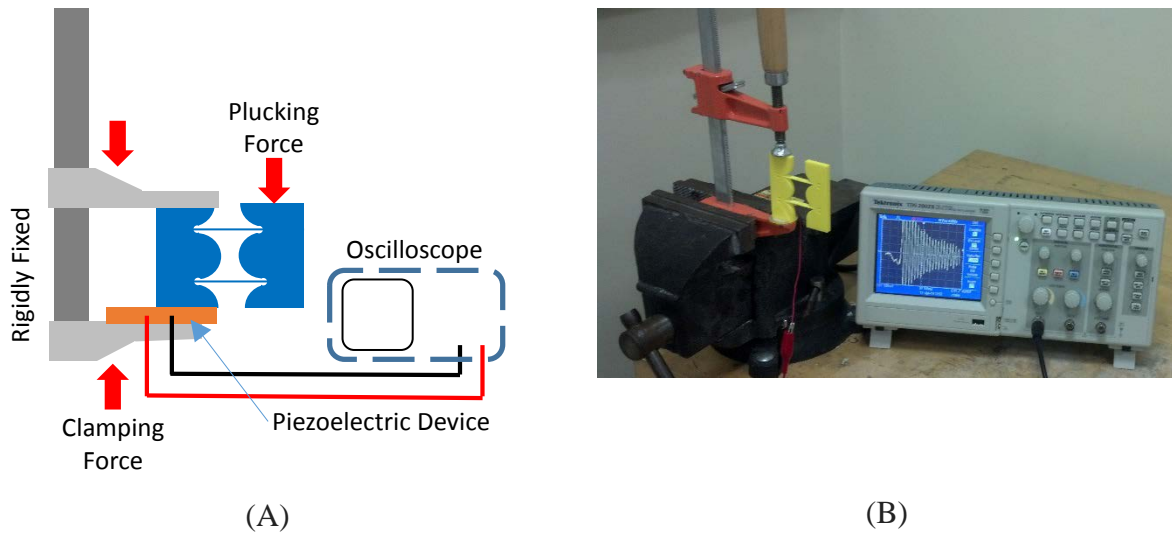 Plucking
Force
Rigidly Fixed
Oscilloscope
Clamping
Force
Piezoelectric Device
(A)
Tektronix
(B)